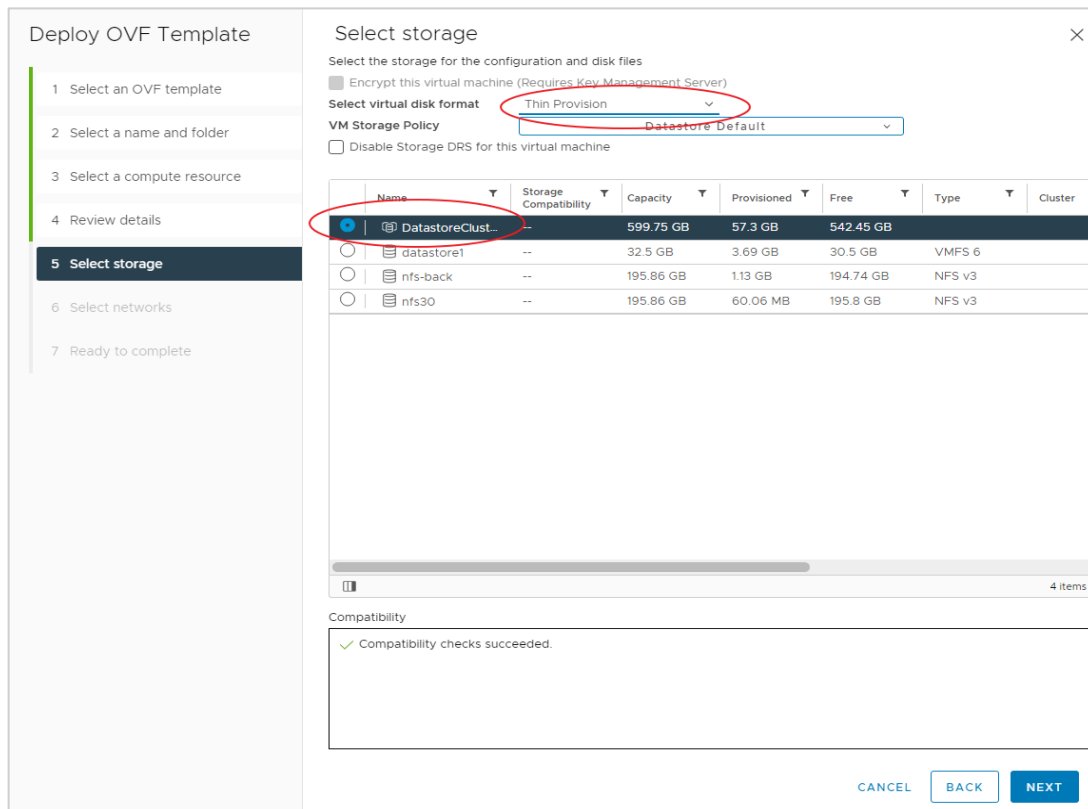 Deploy OVF Template
1 Select an OVF template
2 Select a name and folder
3 Select a compute resource
4 Review details
5 Select storage
6 Select networks
7 Ready to complete
Select storage
Select the storage for the configuration and disk files
Encrypt this virtual machine (Requires Key Management Server)
Select virtual disk format Thin Provision
VM Storage Policy Datastore Default
Disable Storage DRS for this virtual machine
Name Storage Compatibility Capacity Provisioned Free Type Cluster
DatastoreClust... -- 599.75 GB 57.3 GB 542.45 GB
datastore1 -- 32.5 GB 3.69 GB 30.5 GB VMFS 6
nfs-back -- 195.86 GB 1.13 GB 194.74 GB NFS v3
nfs30 -- 195.86 GB 60.06 MB 195.8 GB NFS v3
4 items
Compatibility
Compatibility checks succeeded.
CANCEL BACK NEXT